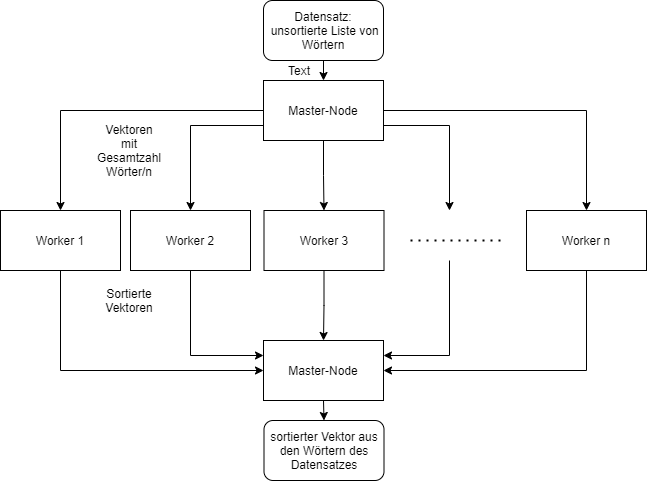 Datensatz:
unsortierte Liste von
Wörtern
Text
Master-Node
Vektoren
mit
Gesamtzahl
Wörter/n
Worker 1
Worker 2
Worker 3
Worker n
Sortierte
Vektoren
Master-Node
sortierter Vektor aus
den Wörtern des
Datensatzes